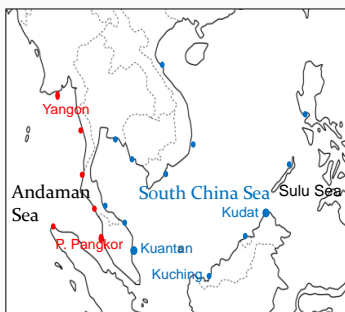 Yangon
Andaman
Sea
South China Sea
Sulu Sea
Kudat
P. Pangkor
Kuantan
Kuching